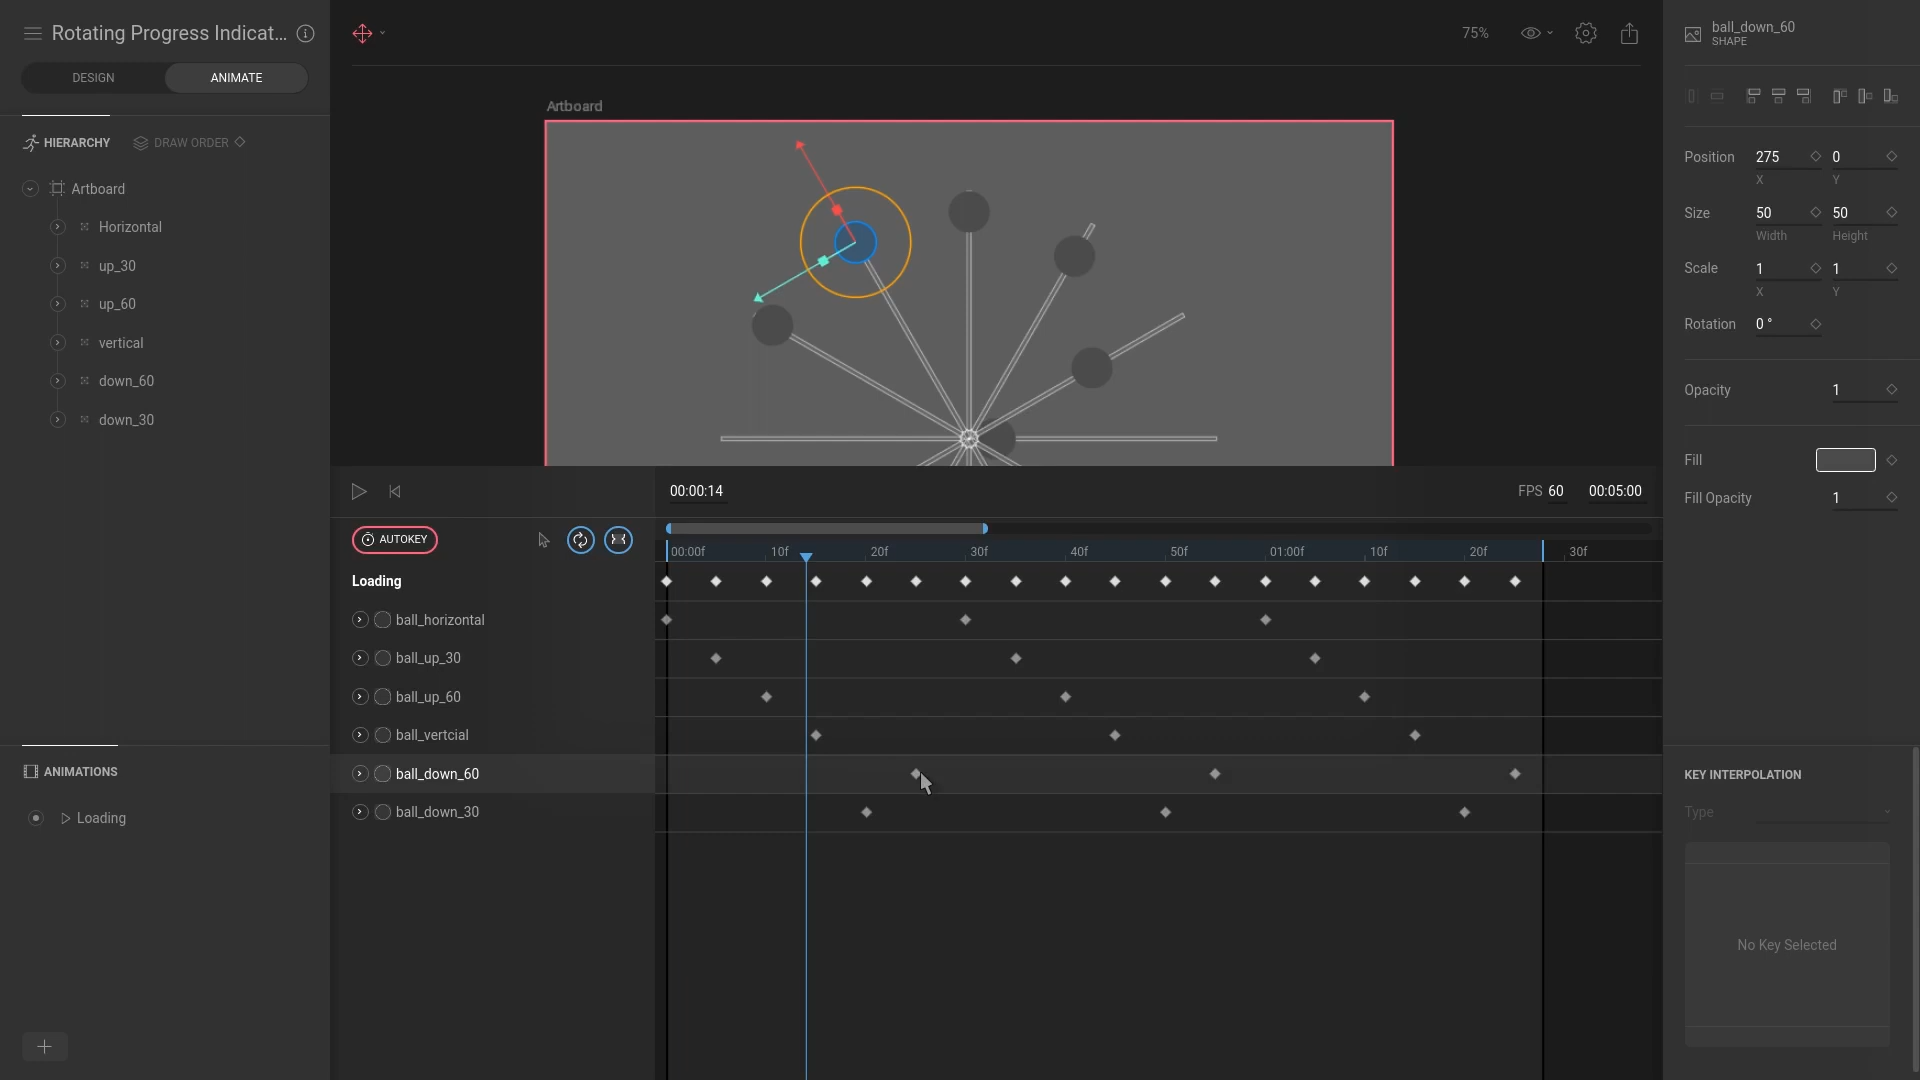 Rotating Progress Indicat...
DESIGN ANIMATE
HIERARCHY DRAW ORDER
Artboard
Horizontal
up_30
up_60
vertical
down_60
down_30
ANIMATIONS
Loading
75%
Artboard
00:00:14 FPS 60 00:05:00
AUTOKEY
00:00f 10f 20f 30f 40f 50f 01:00f 10f 20f 30f
Loading
ball_horizontal
ball_up_30
ball_up_60
ball_vertcial
ball_down_60
ball_down_30
ball_down_60
SHAPE
Position 275 0
X Y
Size 50 50
Width Height
Scale 1 1
X Y
Rotation 0 °
Opacity 1
Fill
Fill Opacity 1
KEY INTERPOLATION
Type
No Key Selected